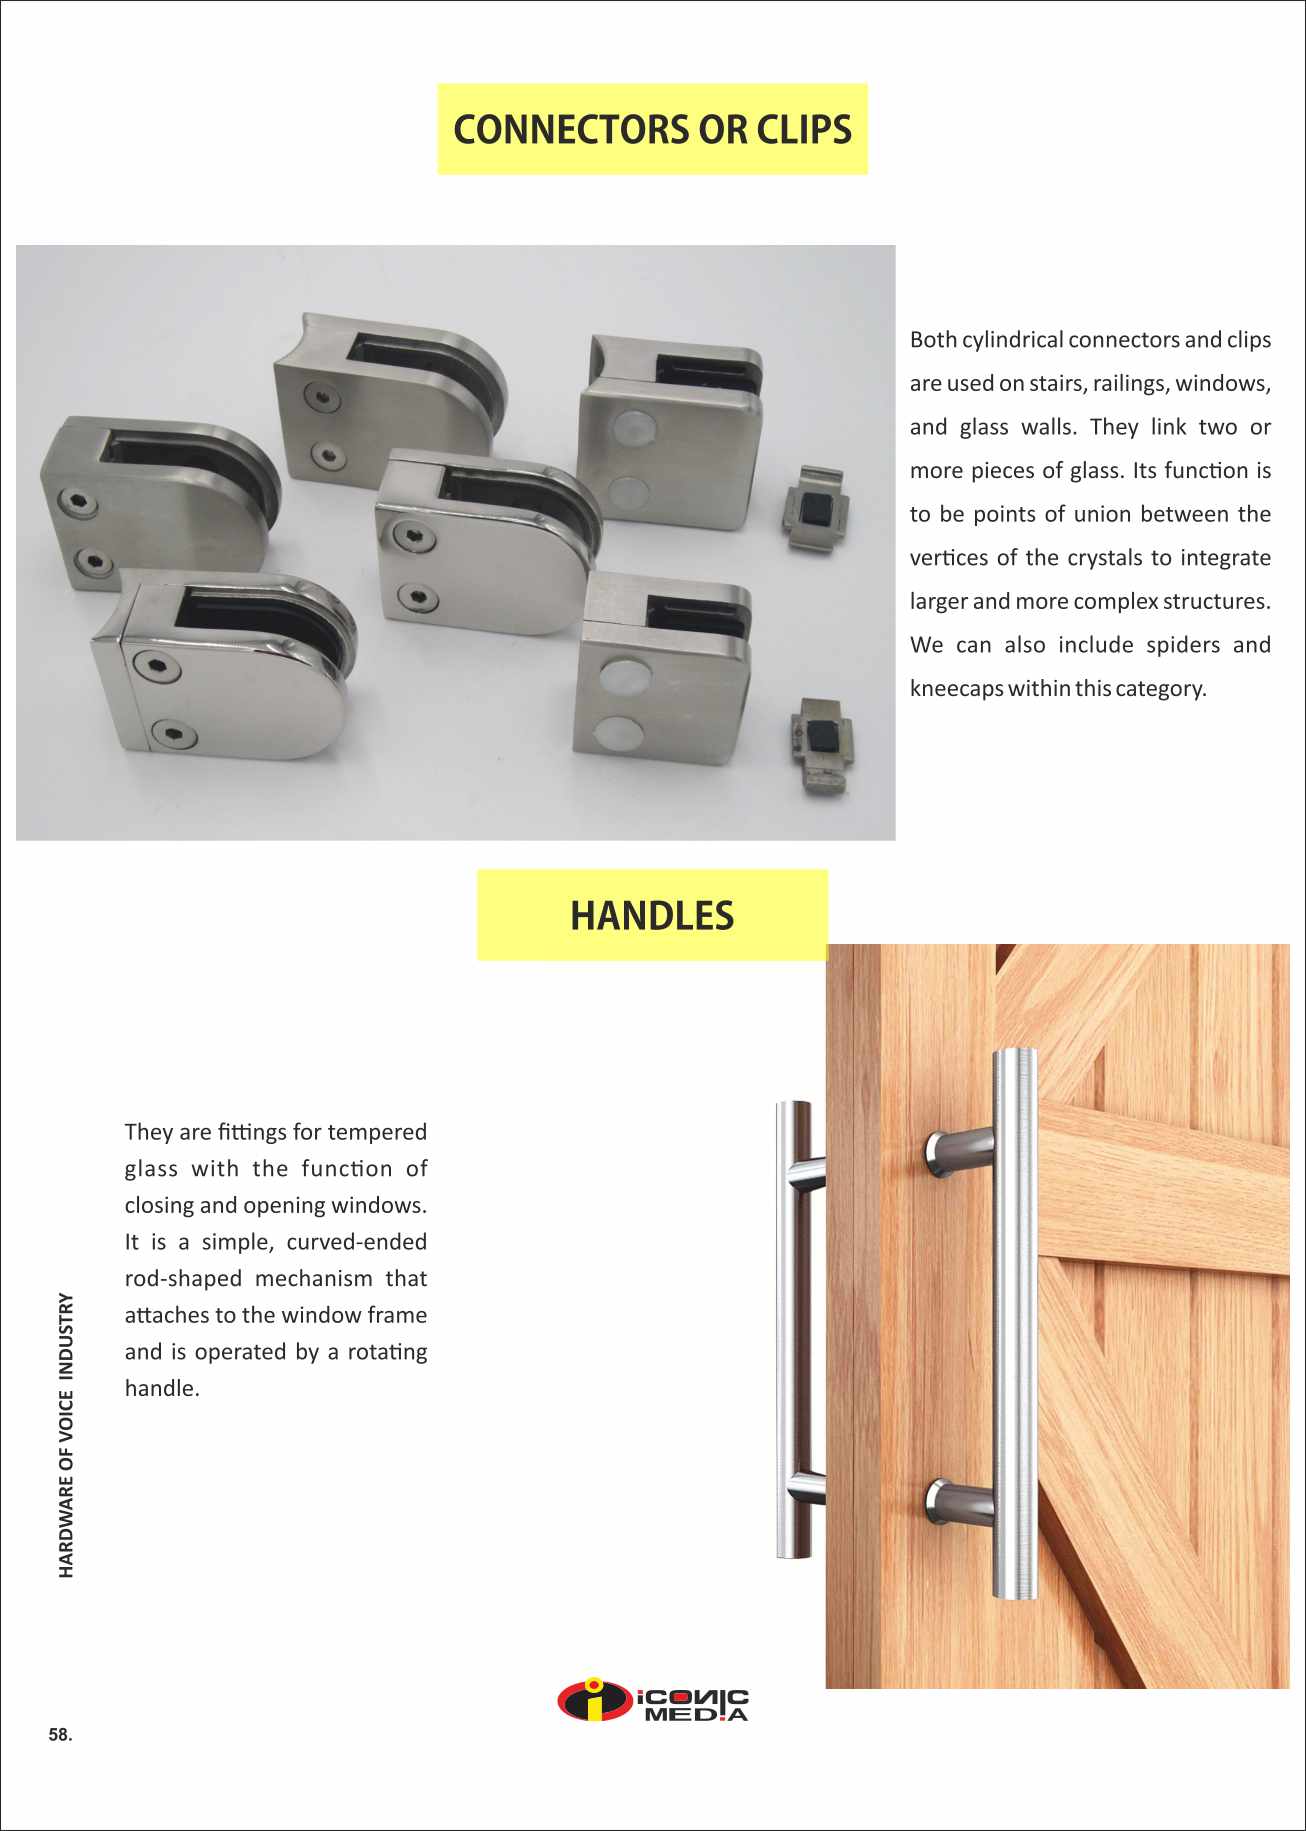 CONNECTORS OR CLIPS
Both cylindrical connectors and clips
are used on stairs, railings, windows,
and glass walls. They link two or
more pieces of glass. Its function is
to be points of union between the
vertices of the crystals to integrate
larger and more complex structures.
We can also include spiders and
kneecaps within this category.
HANDLES
They are fittings for tempered
glass with the function of
closing and opening windows.
It is a simple, curved-ended
rod-shaped mechanism that
attaches to the window frame
and is operated by a rotating
handle.
HARDWARE OF VOICE INDUSTRY
iCONIC
MEDIA
58.